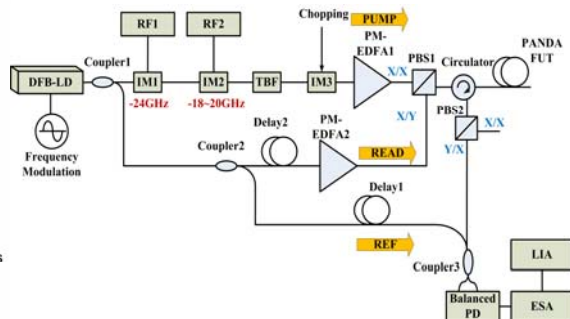 RF1
RF2
Chopping
PUMP
PM-
EDFA1
Coupler1
DFB-LD
IM1
IM2
TBF
IM3
X/X
PBS1
Circulator
PANDA
FUT
-24GHz
-18~20GHz
Frequency
Modulation
Coupler2
Delay2
PM-
EDFA2
READ
X/Y
PBS2
X/X
Y/X
Delay1
REF
s
Coupler3
Balanced
PD
LIA
ESA